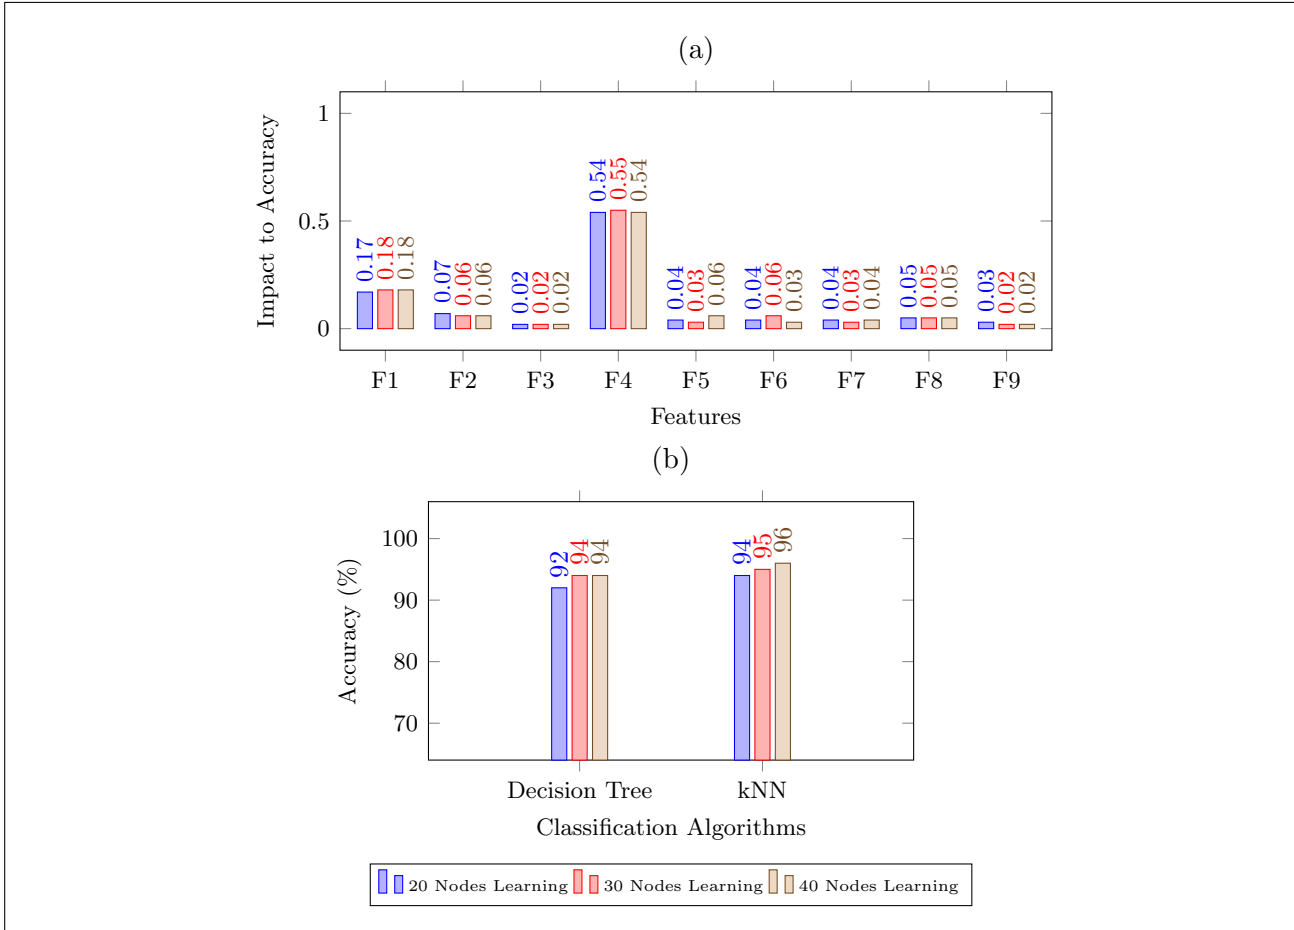 (a)
Impact to Accuracy
1
0.5
0
0.17 0.18 0.18 0.07 0.06 0.06 0.02 0.02 0.02 0.54 0.55 0.54 0.04 0.03 0.06 0.04 0.06 0.03 0.04 0.03 0.04 0.05 0.05 0.05 0.03 0.02 0.02
F1 F2 F3 F4 F5 F6 F7 F8 F9
Features
(b)
Accuracy (%)
100
90
80
70
92 94 94 94 95 96
Decision Tree kNN
Classification Algorithms
20 Nodes Learning 30 Nodes Learning 40 Nodes Learning